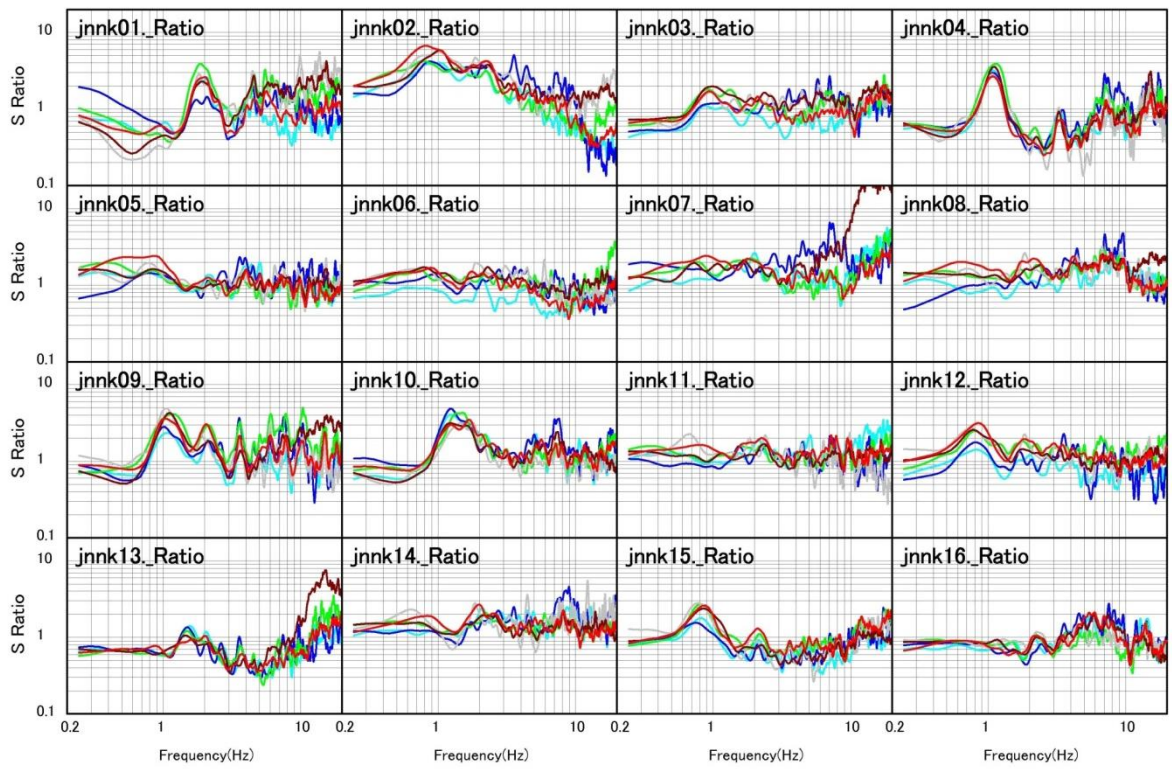 jnnk01._Ratio jnnk02._Ratio jnnk03._Ratio jnnk04._Ratio
10
1
0.1
S Ratio
jnnk05._Ratio jnnk06._Ratio jnnk07._Ratio jnnk08._Ratio
10
1
0.1
S Ratio
jnnk09._Ratio jnnk10._Ratio jnnk11._Ratio jnnk12._Ratio
10
1
0.1
S Ratio
jnnk13._Ratio jnnk14._Ratio jnnk15._Ratio jnnk16._Ratio
10
1
0.1
S Ratio
0.2 1 10 0.2 1 10 0.2 1 10 0.2 1 10
Frequency(Hz) Frequency(Hz) Frequency(Hz) Frequency(Hz)